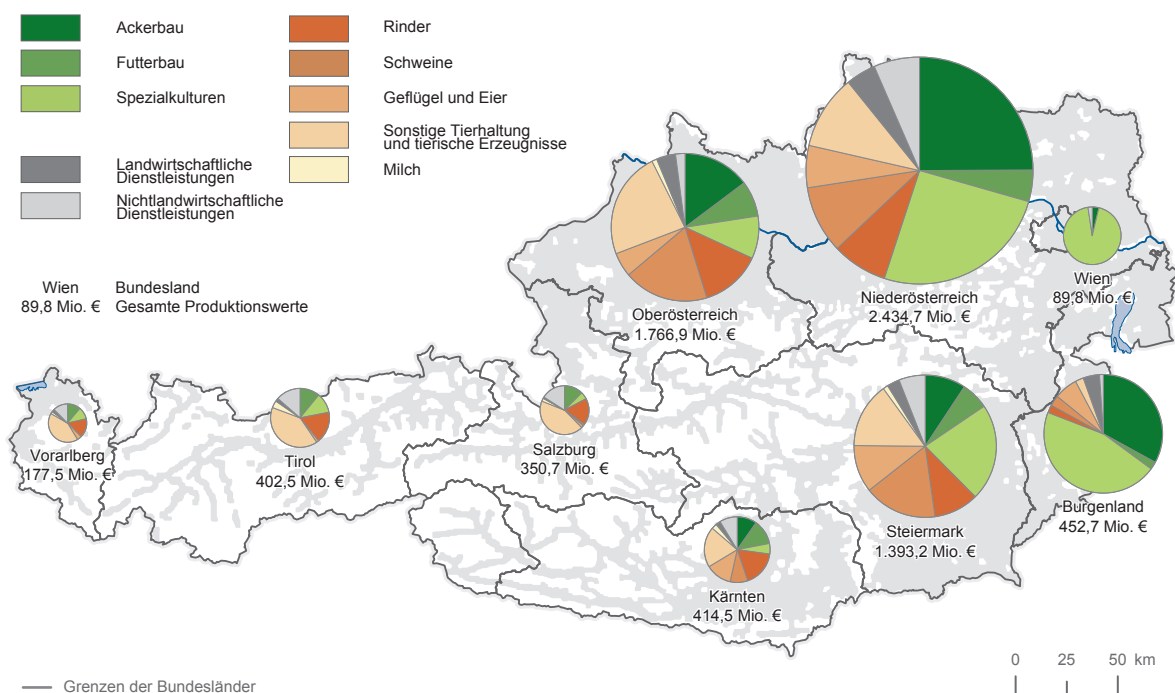 Ackerbau
Futterbau
Spezialkulturen
Landwirtschaftliche
Dienstleistungen
Nichtlandwirtschaftliche
Dienstleistungen
Rinder
Schweine
Geflügel und Eier
Sonstige Tierhaltung
und tierische Erzeugnisse
Milch
Wien Bundesland
89,8 Mio. € Gesamte Produktionswerte
Oberösterreich
1.766,9 Mio. €
Niederösterreich
2.434,7 Mio. €
Wien
89,8 Mio. €
Vorarlberg
177,5 Mio. €
Tirol
402,5 Mio. €
Salzburg
350,7 Mio. €
Kärnten
414,5 Mio. €
Steiermark
1.393,2 Mio. €
Burgenland
452,7 Mio. €
Grenzen der Bundesländer
0 25 50 km